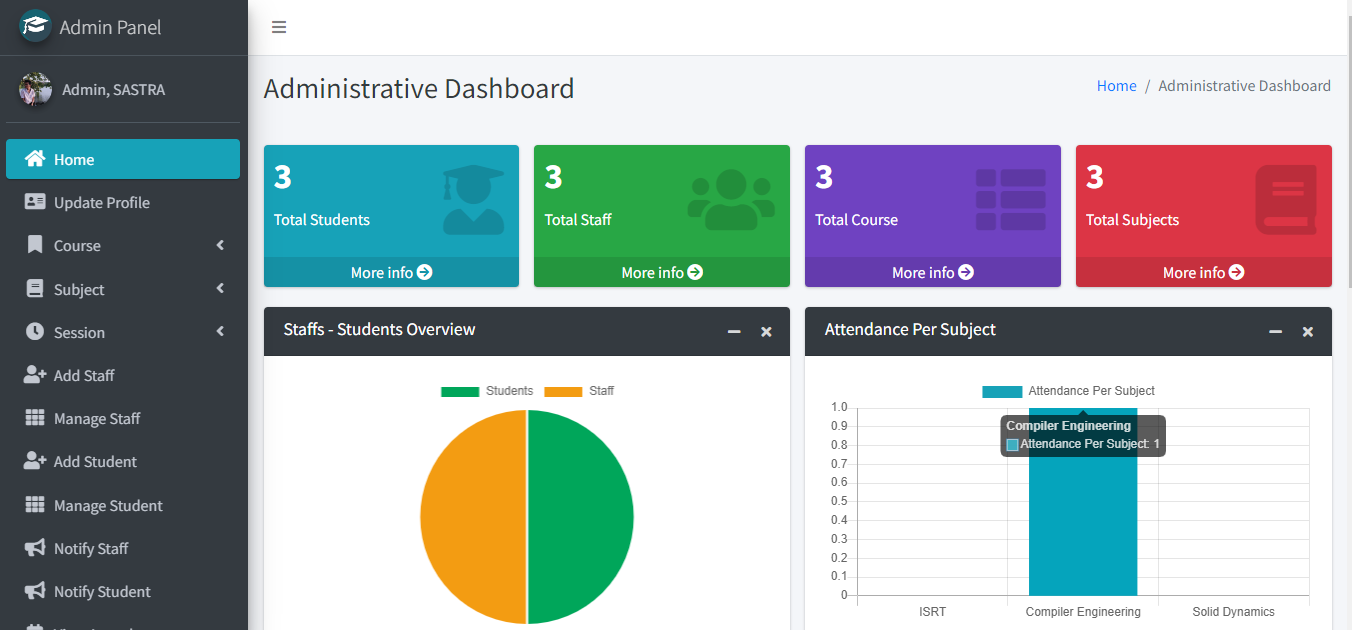 Admin Panel
Admin, SASTRA
Home
Update Profile
Course
Subject
Session
Add Staff
Manage Staff
Add Student
Manage Student
Notify Staff
Notify Student
Administrative Dashboard
Home / Administrative Dashboard
3
Total Students
More info
3
Total Staff
More info
3
Total Course
More info
3
Total Subjects
More info
Staffs - Students Overview
Students Staff
Attendance Per Subject
Attendance Per Subject
1.0
0.9
0.8
0.7
0.6
0.5
0.4
0.3
0.2
0.1
0
Compiler Engineering
Attendance Per Subject: 1
ISRT Compiler Engineering Solid Dynamics